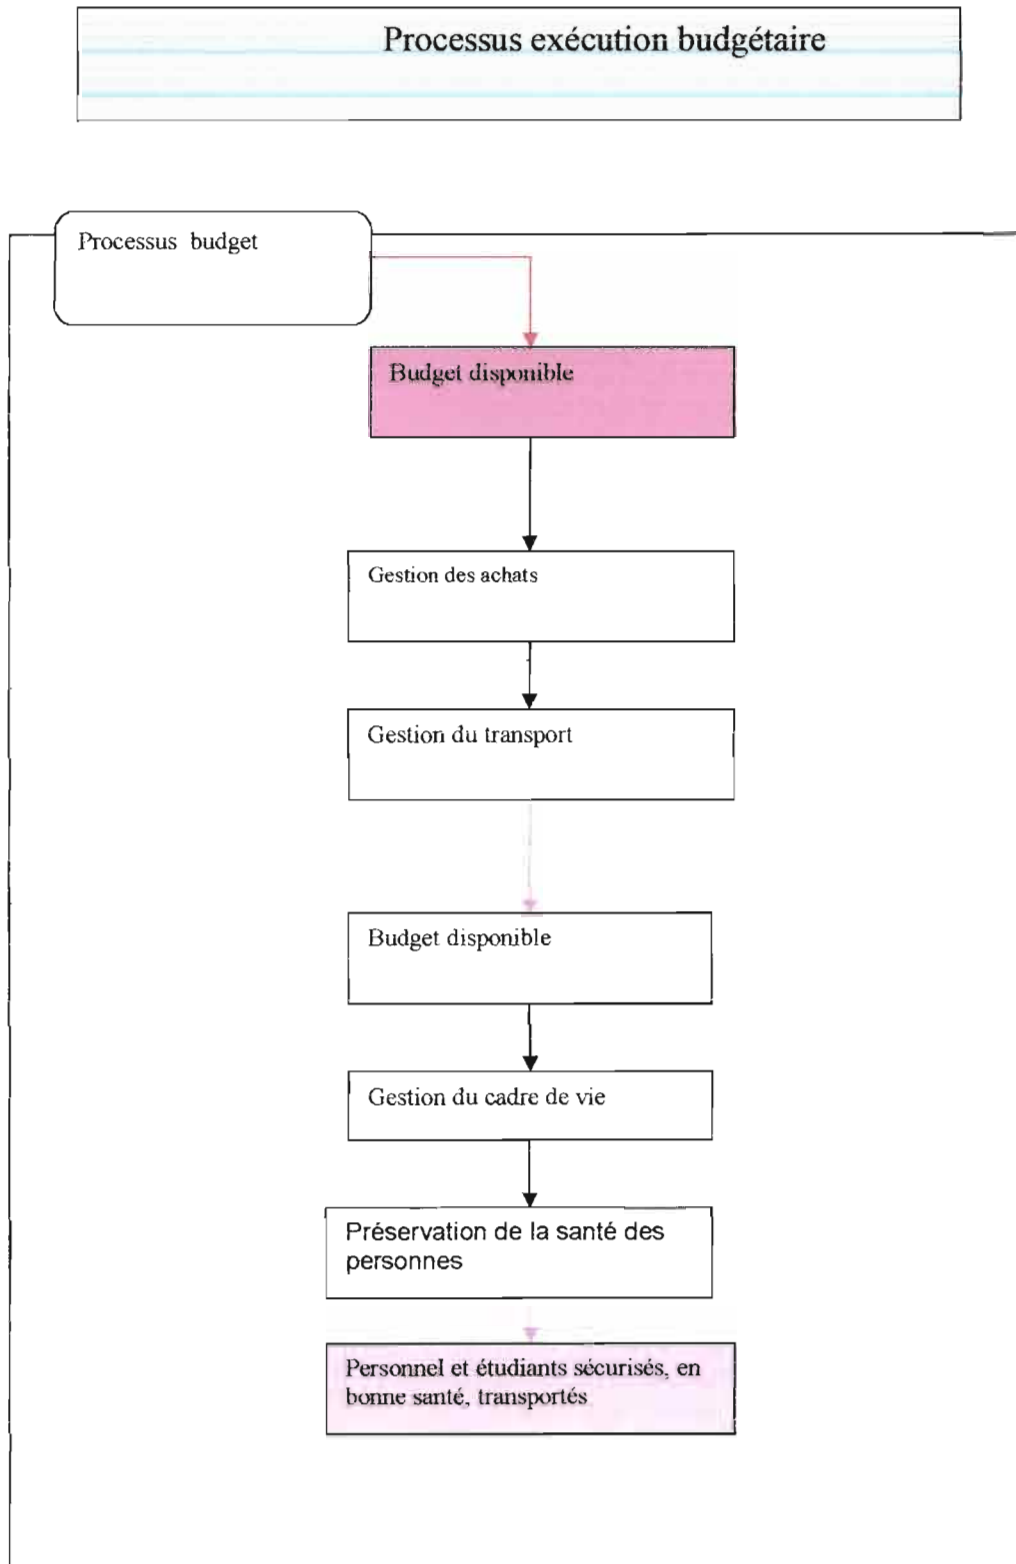 Processus exécution budgétaire
Processus budget
Budget disponible
Gestion des achats
Gestion du transport
Budget disponible
Gestion du cadre de vie
Préservation de la santé des
personnes
Personnel et étudiants sécurisés, en
bonne santé, transportés